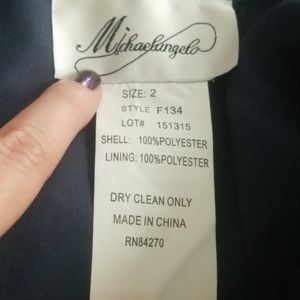 Michaelangelo
SIZE: 2
STYLE F134
LOT# 151315
SHELL: 100%POLYESTER
LINING: 100%POLYESTER
DRY CLEAN ONLY
MADE IN CHINA
RN84270